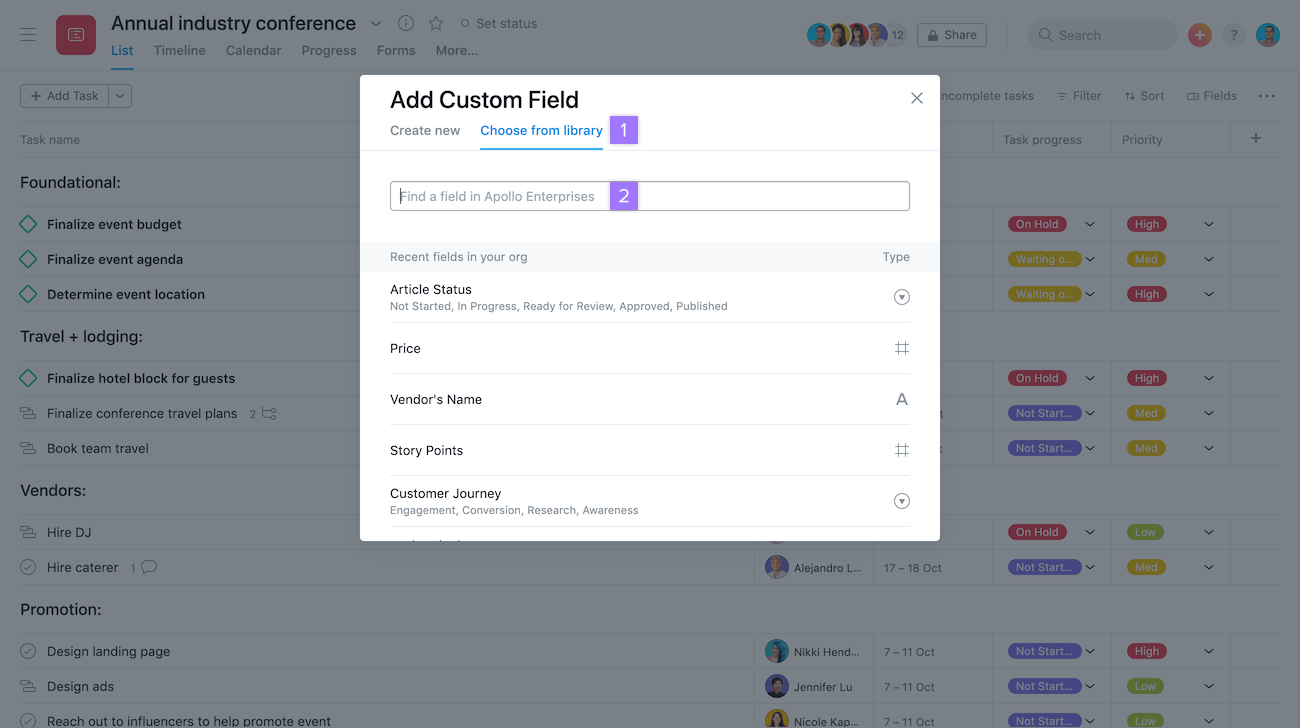 Annual industry conference
Set status
List Timeline Calendar Progress Forms More...
12
Share
Search
?
+ Add Task
Filter
Sort
Fields
Task name
Task progress
Priority
+
Add Custom Field
Create new
Choose from library
1
Find a field in Apollo Enterprises
2
Recent fields in your org
Type
Article Status
Not Started, In Progress, Ready for Review, Approved, Published
Price
Vendor's Name
A
Story Points
Customer Journey
Engagement, Conversion, Research, Awareness
Foundational:
Finalize event budget
On Hold
High
Finalize event agenda
Waiting o...
Med
Determine event location
Waiting o...
High
Travel + lodging:
Finalize hotel block for guests
On Hold
High
Finalize conference travel plans 2
Not Start...
Med
Book team travel
Not Start...
Med
Vendors:
Hire DJ
On Hold
Low
Hire caterer 1
Alejandro L...
17 – 18 Oct
Not Start...
Med
Promotion:
Design landing page
Nikki Hend...
7 – 11 Oct
Not Start...
High
Design ads
Jennifer Lu
7 – 11 Oct
Not Start...
Low
Reach out to influencers to help promote event
Nicole Kap...
7 – 11 Oct
Not Start...
Low